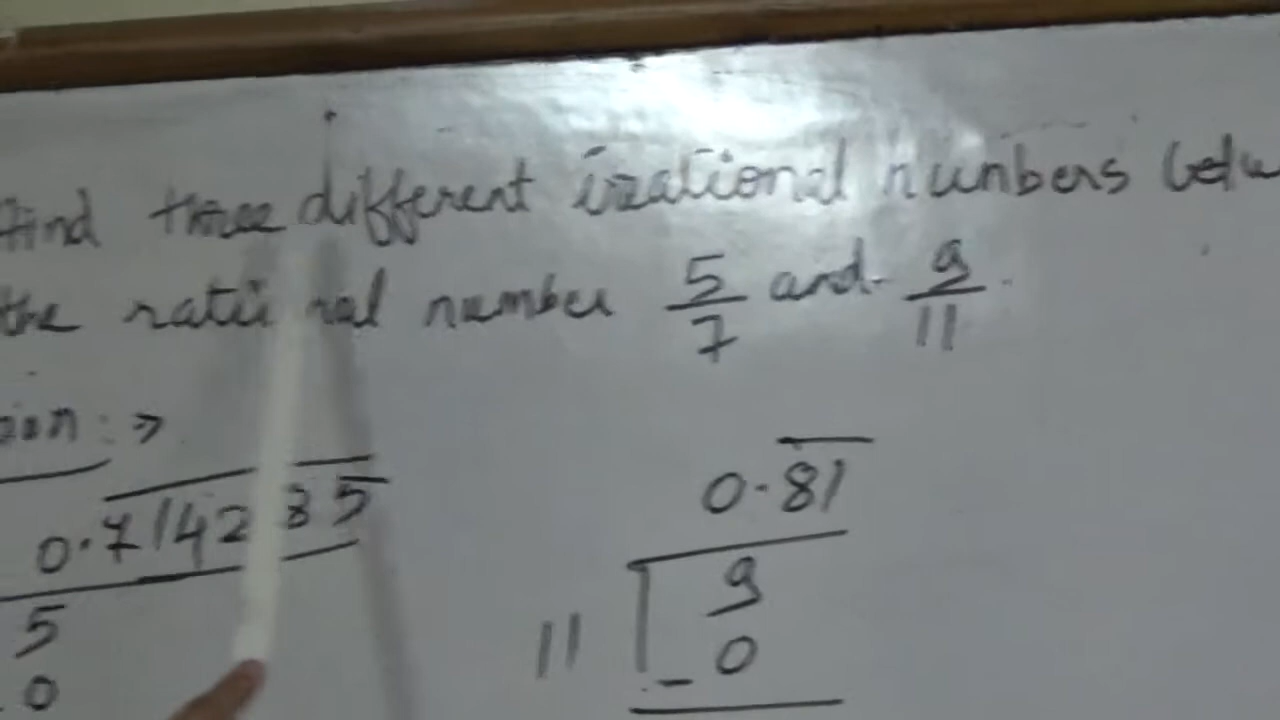 Find three different irrational numbers betw
the rational number 5/7 and 9/11.
ion : ⇒
0.714285
5
0
0.81
11 9
- 0